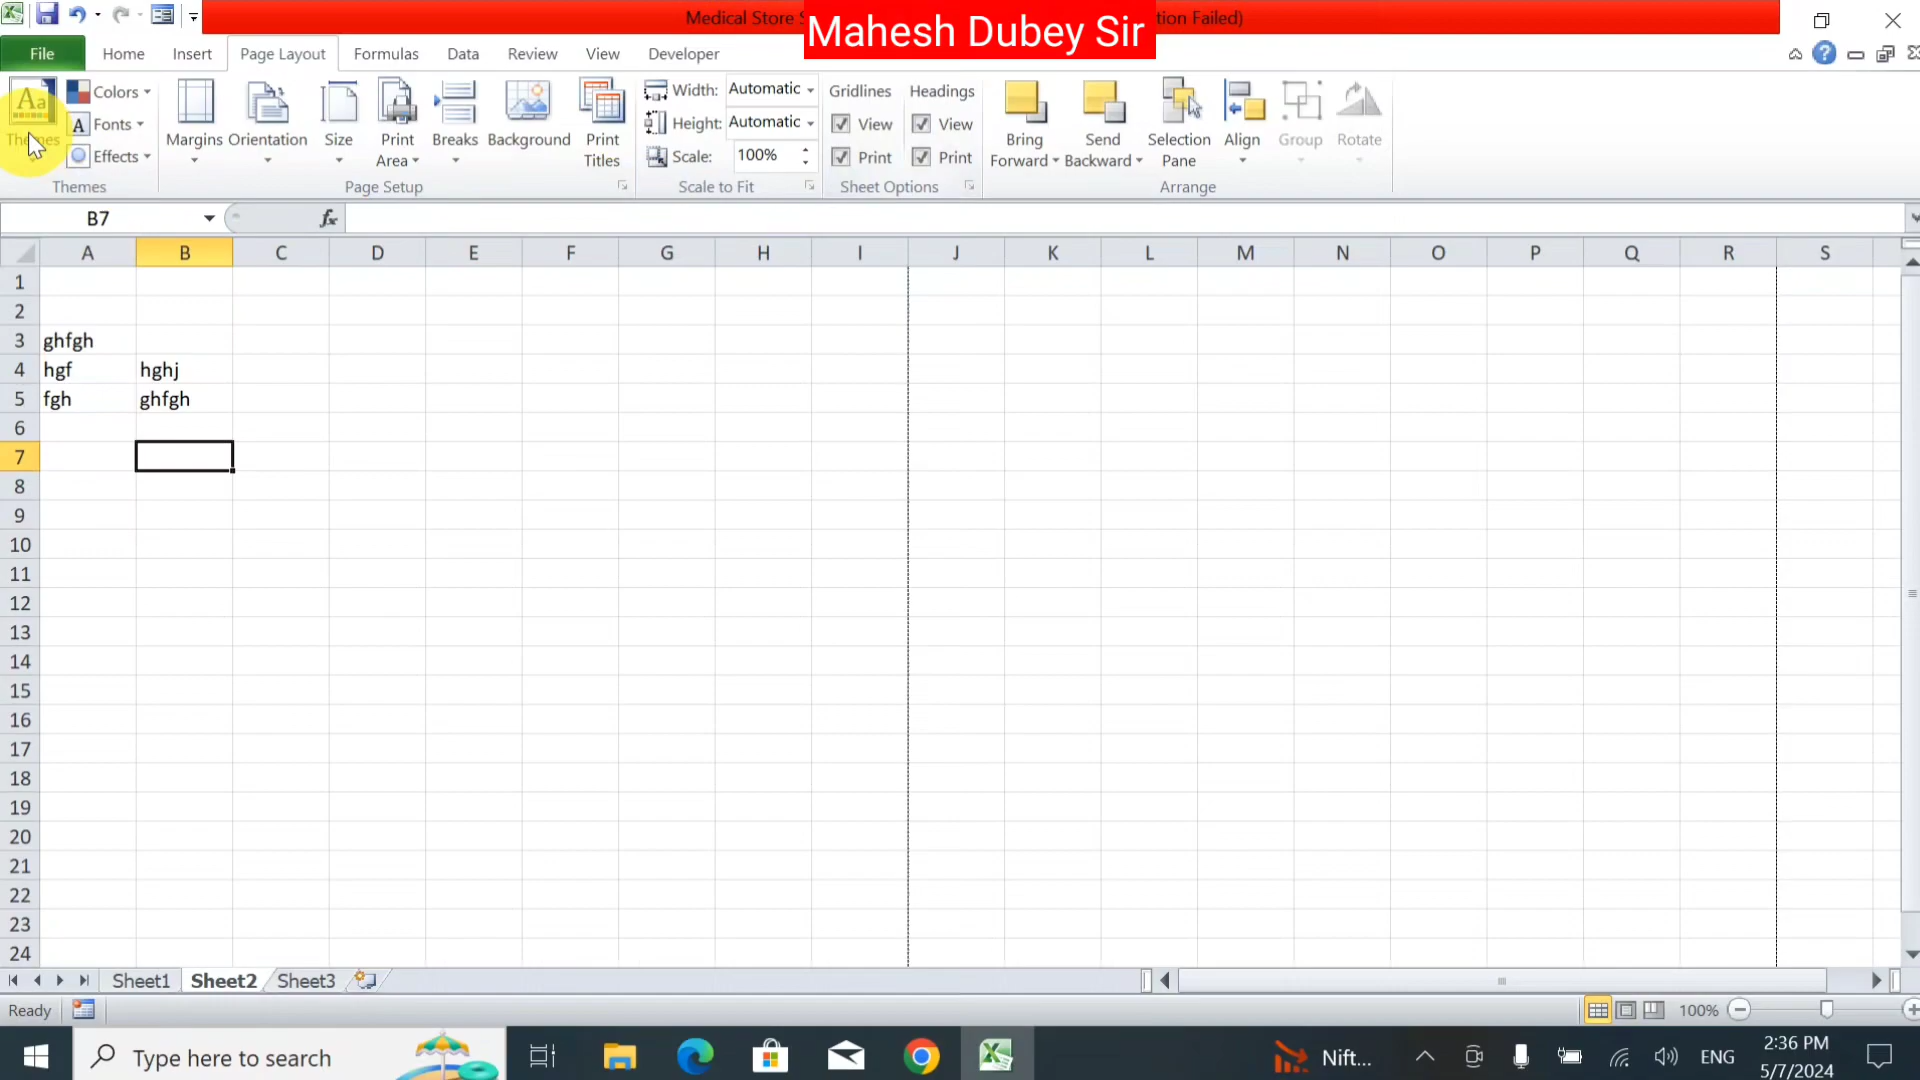 Medical Store S
Mahesh Dubey Sir
tion Failed)
File Home Insert Page Layout Formulas Data Review View Developer
Aa
Themes
Colors
A Fonts
Effects
Themes
Margins
Orientation
Size
Print
Area
Breaks
Background
Print
Titles
Page Setup
Width: Automatic
Height: Automatic
Scale: 100%
Scale to Fit
Gridlines Headings
View View
Print Print
Sheet Options
Bring
Forward
Send
Backward
Selection
Pane
Align
Group
Rotate
Arrange
B7 fx
A B C D E F G H I J K L M N O P Q R S
1
2
3 ghfgh
4 hgf hghj
5 fgh ghfgh
6
7
8
9
10
11
12
13
14
15
16
17
18
19
20
21
22
23
24
Sheet1 Sheet2 Sheet3
Ready 100%
Type here to search
Nift...
ENG
2:36 PM
5/7/2024